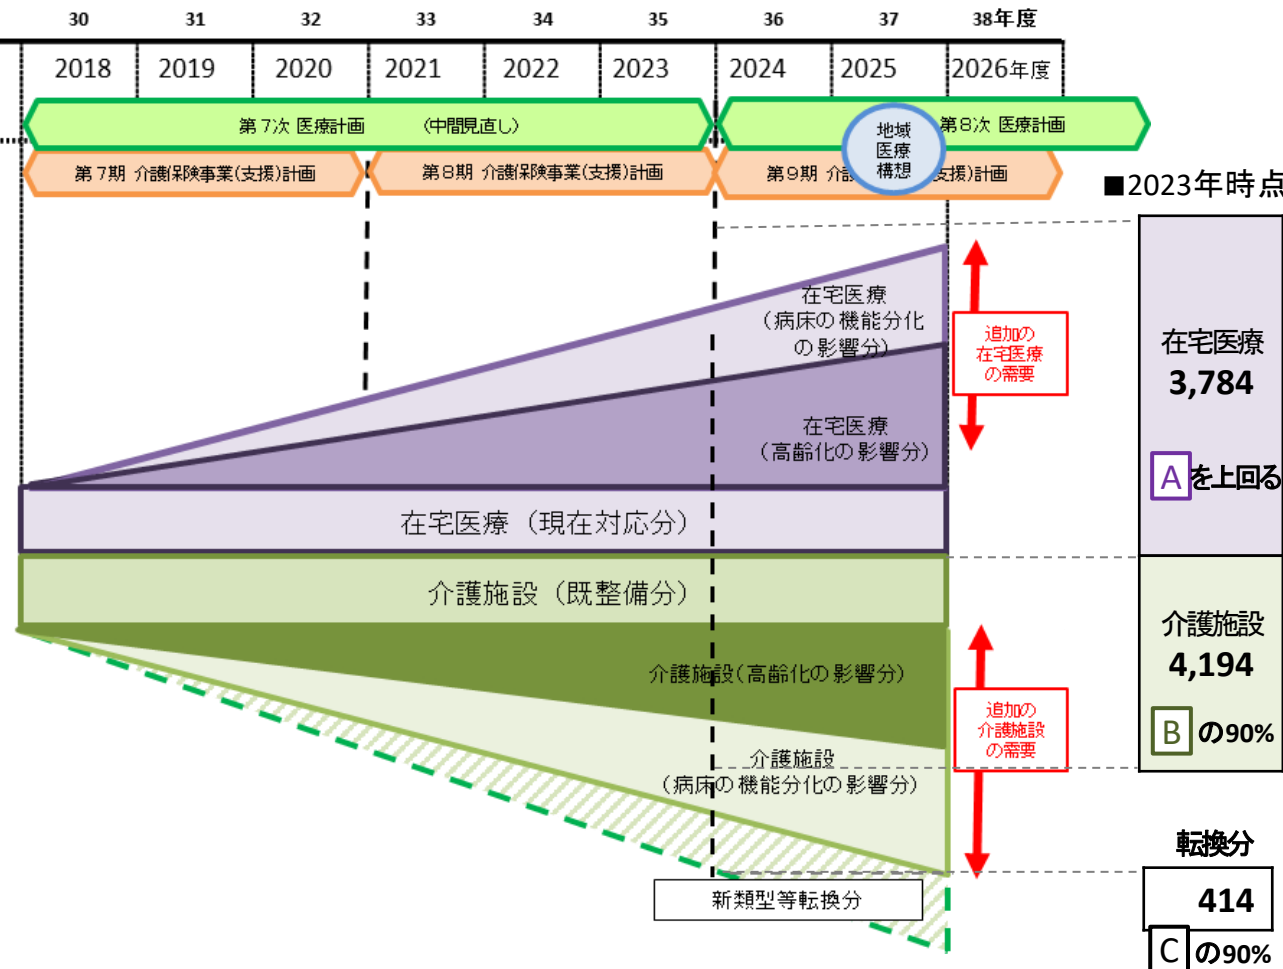 30 31 32 33 34 35 36 37 38年度
2018 2019 2020 2021 2022 2023 2024 2025 2026年度
第7次 医療計画 (中間見直し)
第8次 医療計画
地域
医療
構想
第7期 介護保険事業(支援)計画
第8期 介護保険事業(支援)計画
第9期 介 支援)計画
■2023年時点
在宅医療
(病床の機能分化
の影響分)
追加の
在宅医療
の需要
在宅医療
3,784
在宅医療
(高齢化の影響分)
Aを上回る
在宅医療（現在対応分）
介護施設（既整備分）
介護施設
4,194
介護施設(高齢化の影響分)
追加の
介護施設
の需要
Bの90%
介護施設
(病床の機能分化の影響分)
転換分
新類型等転換分
414
Cの90%